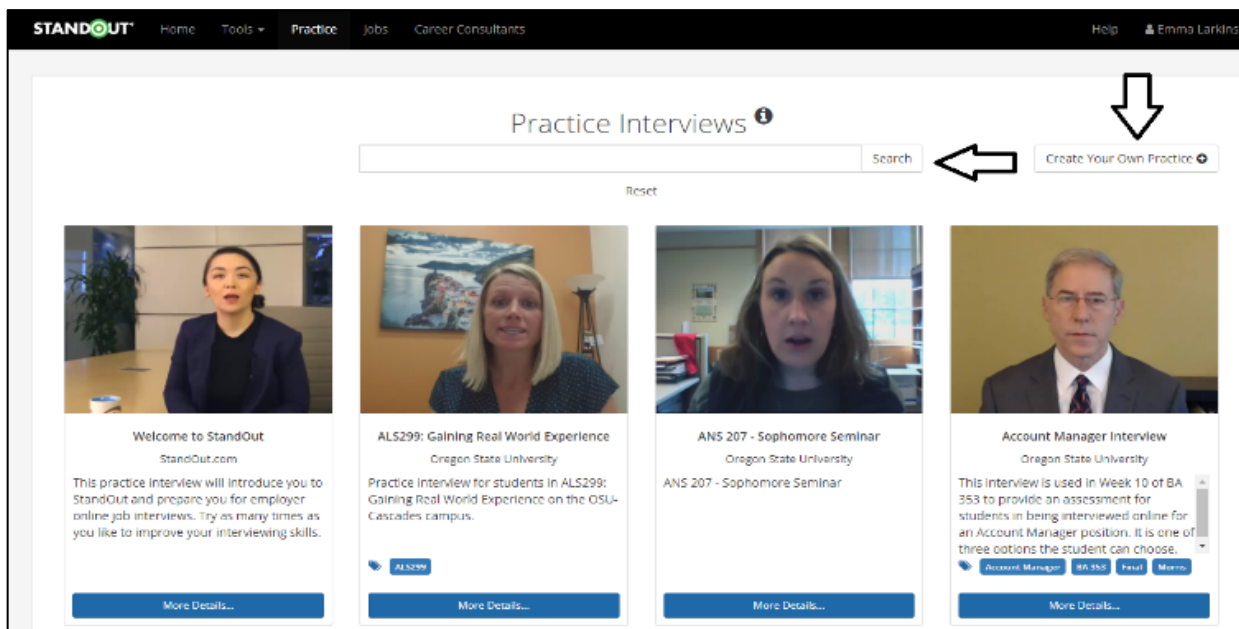 STANDOUT Home Tools Practice Jobs Career Consultants Help Emma Larkins
Practice Interviews
Search
Create Your Own Practice
Reset
Welcome to StandOut
StandOut.com
This practice interview will introduce you to
StandOut and prepare you for employer
online job interviews. Try as many times as
you like to improve your interviewing skills.
More Details...
ALS299: Gaining Real World Experience
Oregon State University
Practice interview for students in ALS299:
Gaining Real World Experience on the OSU-
Cascades campus.
ALS299
More Details...
ANS 207 - Sophomore Seminar
Oregon State University
ANS 207 - Sophomore Seminar
More Details...
Account Manager Interview
Oregon State University
This interview is used in Week 10 of BA
353 to provide an assessment for
students in being interviewed online for
an Account Manager position. It is one of
three options the student can choose.
Account Manager BA 353 Final Morris
More Details...